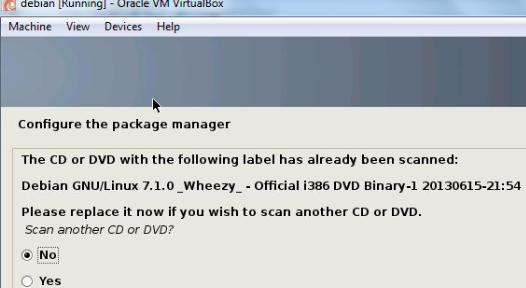 debian [Running] - Oracle VM VirtualBox
Machine View Devices Help
Configure the package manager
The CD or DVD with the following label has already been scanned:
Debian GNU/Linux 7.1.0 _Wheezy_ - Official i386 DVD Binary-1 20130615-21:54
Please replace it now if you wish to scan another CD or DVD.
Scan another CD or DVD?
No
Yes